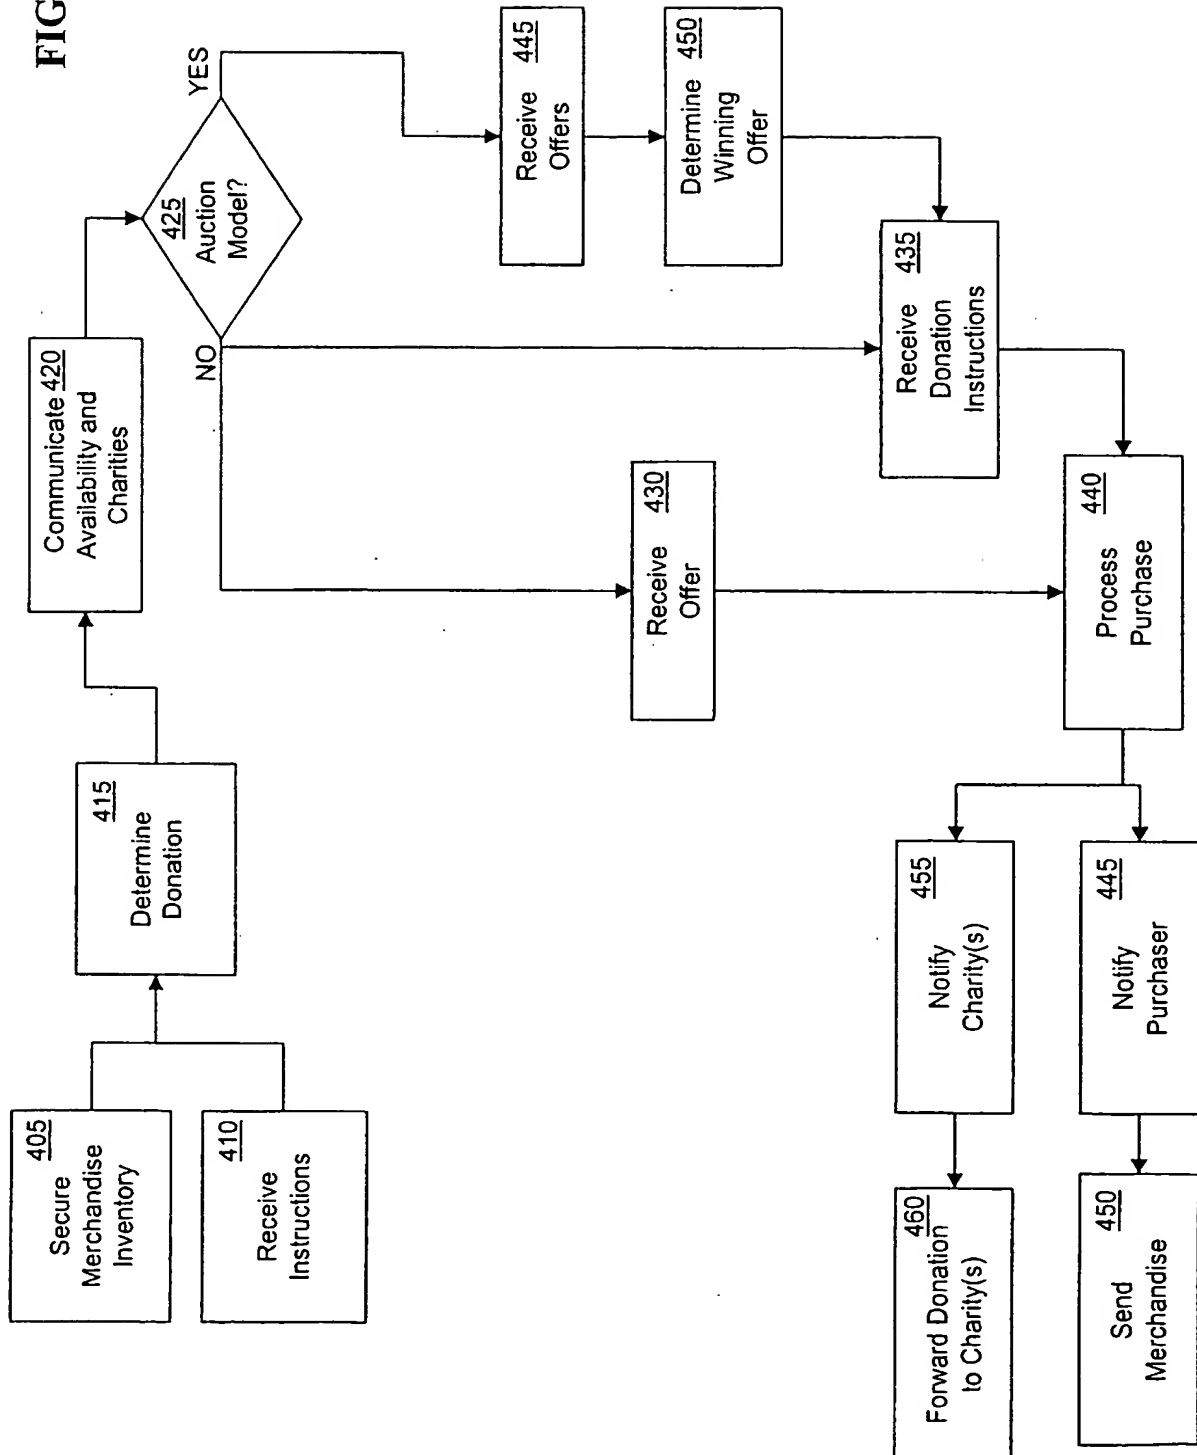 FIG
405
Secure
Merchandise
Inventory
410
Receive
Instructions
415
Determine
Donation
Communicate 420
Availability and
Charities
425
Auction
Model?
YES
NO
Receive 445
Offers
Determine 450
Winning
Offer
Receive 430
Offer
Receive 435
Donation
Instructions
440
Process
Purchase
455
Notify
Charity(s)
460
Forward Donation
to Charity(s)
445
Notify
Purchaser
450
Send
Merchandise